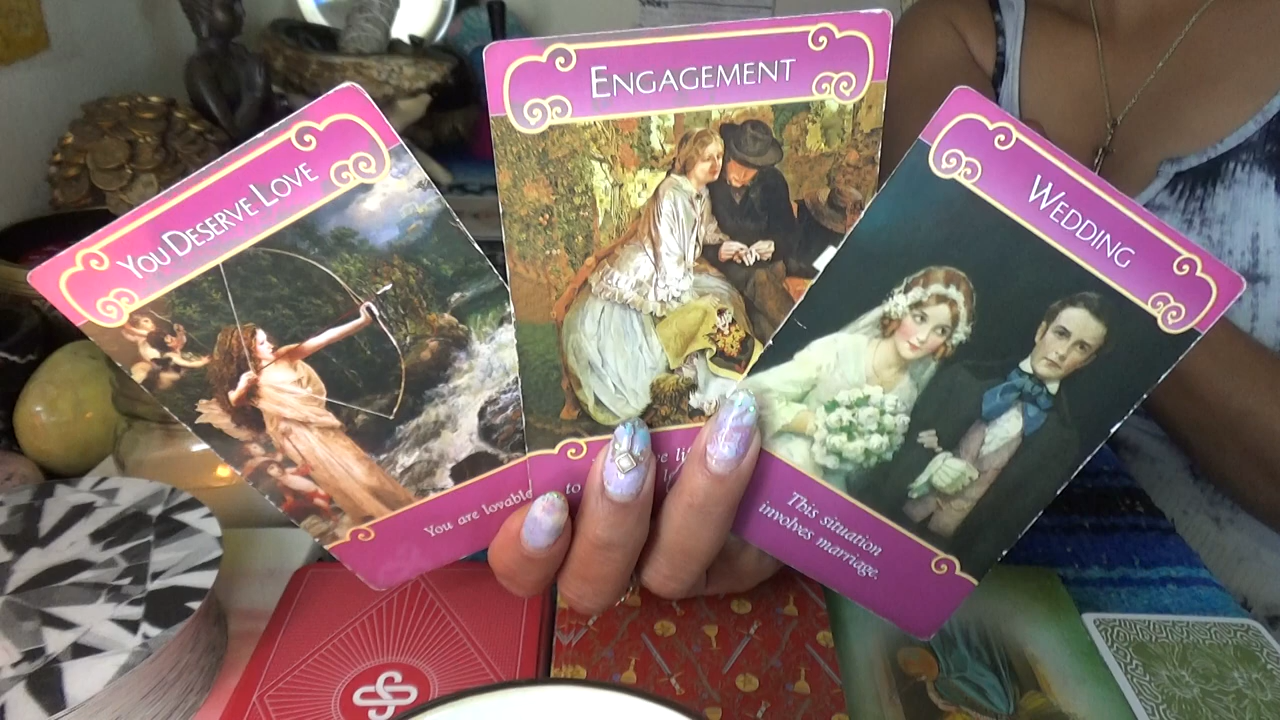 YOU DESERVE LOVE
You are lovable
ENGAGEMENT
WEDDING
This situation
involves marriage.